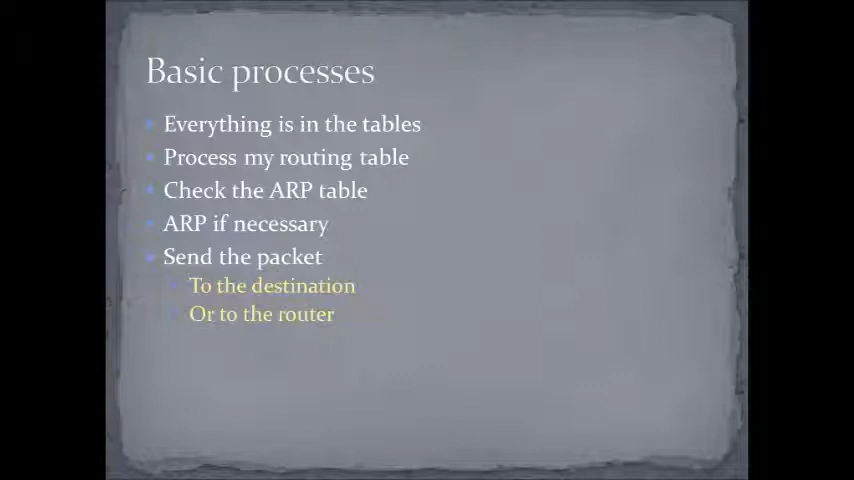 Basic processes
Everything is in the tables
Process my routing table
Check the ARP table
ARP if necessary
Send the packet
To the destination
Or to the router